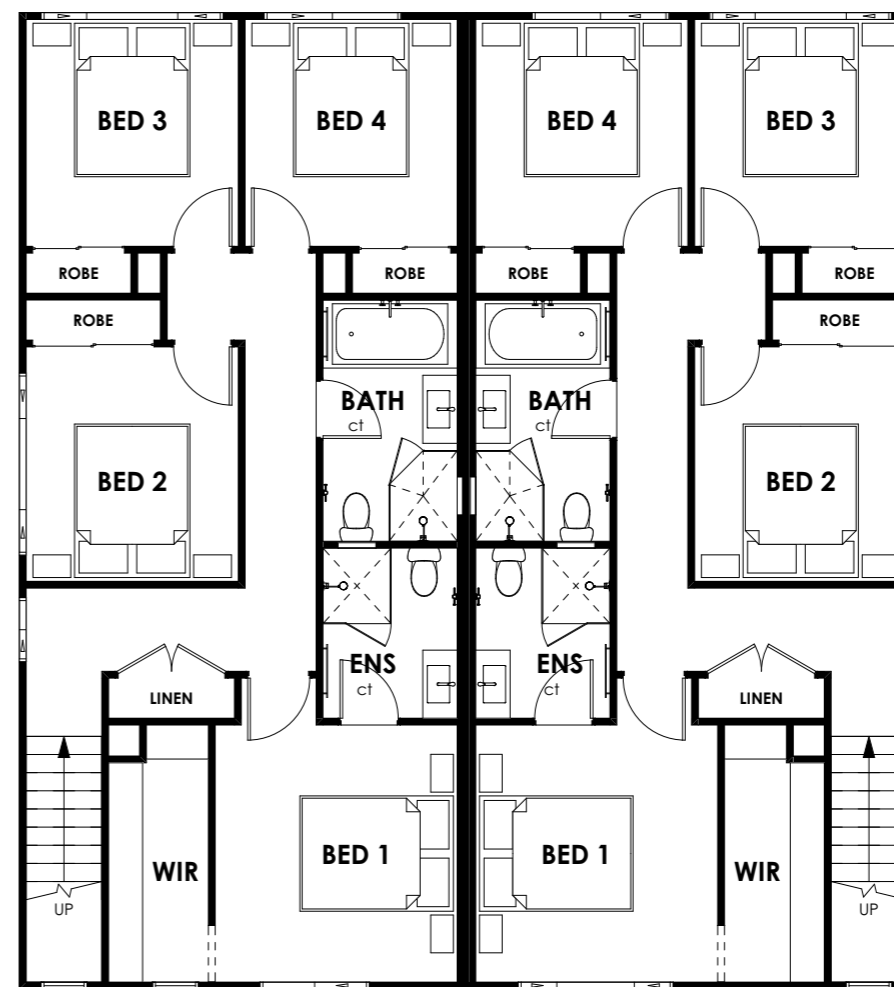 BED 3
BED 4
BED 4
BED 3
ROBE
ROBE
ROBE
ROBE
ROBE
ROBE
BATH
ct
BATH
ct
BED 2
BED 2
ENS
ct
ENS
ct
LINEN
LINEN
WIR
BED 1
BED 1
WIR
UP
UP